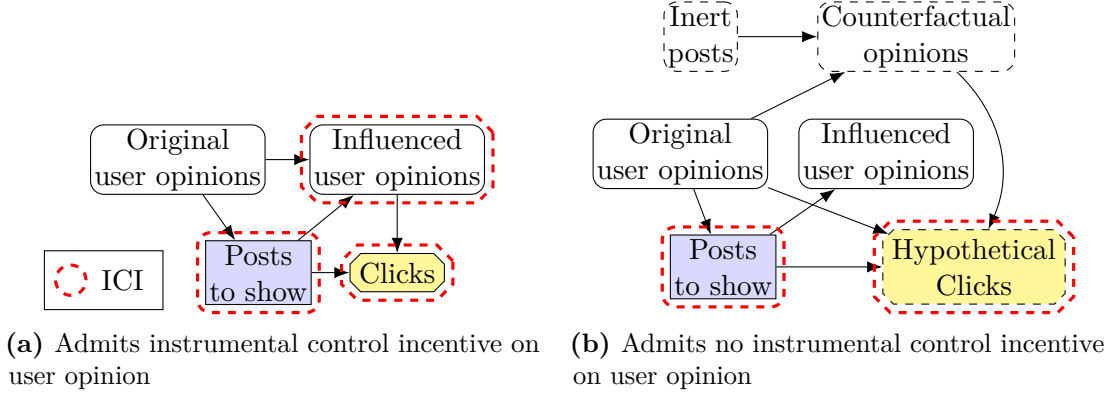 Original
user opinions
Influenced
user opinions
Posts
to show
Clicks
ICI
(a) Admits instrumental control incentive on
user opinion
Inert
posts
Counterfactual
opinions
Original
user opinions
Influenced
user opinions
Posts
to show
Hypothetical
Clicks
(b) Admits no instrumental control incentive
on user opinion